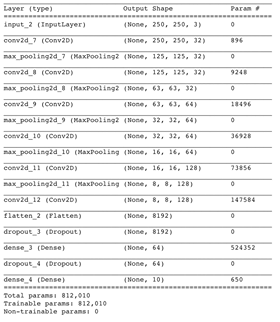 Layer (type) Output Shape Param #
input_2 (InputLayer) (None, 250, 250, 3) 0
conv2d_7 (Conv2D) (None, 250, 250, 32) 896
max_pooling2d_7 (MaxPooling2 (None, 125, 125, 32) 0
conv2d_8 (Conv2D) (None, 125, 125, 32) 9248
max_pooling2d_8 (MaxPooling2 (None, 63, 63, 32) 0
conv2d_9 (Conv2D) (None, 63, 63, 64) 18496
max_pooling2d_9 (MaxPooling2 (None, 32, 32, 64) 0
conv2d_10 (Conv2D) (None, 32, 32, 64) 36928
max_pooling2d_10 (MaxPooling (None, 16, 16, 64) 0
conv2d_11 (Conv2D) (None, 16, 16, 128) 73856
max_pooling2d_11 (MaxPooling (None, 8, 8, 128) 0
conv2d_12 (Conv2D) (None, 8, 8, 128) 147584
flatten_2 (Flatten) (None, 8192) 0
dropout_3 (Dropout) (None, 8192) 0
dense_3 (Dense) (None, 64) 524352
dropout_4 (Dropout) (None, 64) 0
dense_4 (Dense) (None, 10) 650
Total params: 812,010
Trainable params: 812,010
Non-trainable params: 0